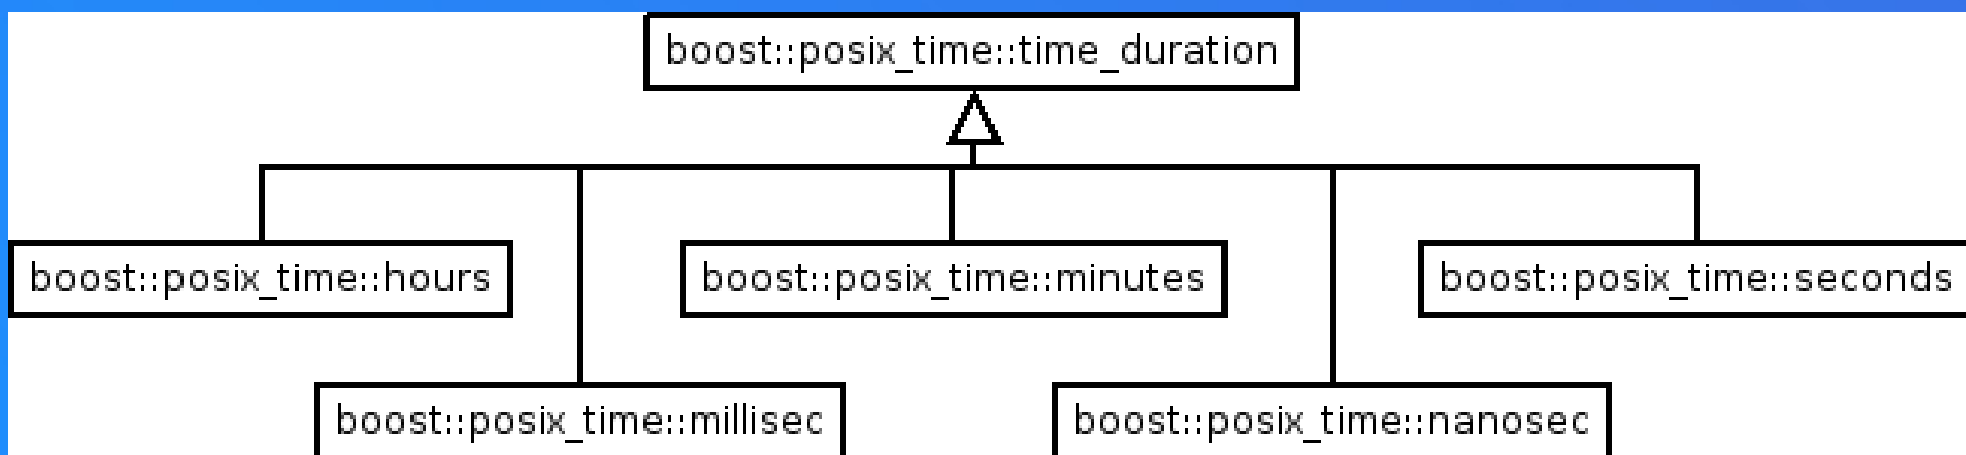 boost::posix_time::time_duration
boost::posix_time::hours
boost::posix_time::minutes
boost::posix_time::seconds
boost::posix_time::millisec
boost::posix_time::nanosec